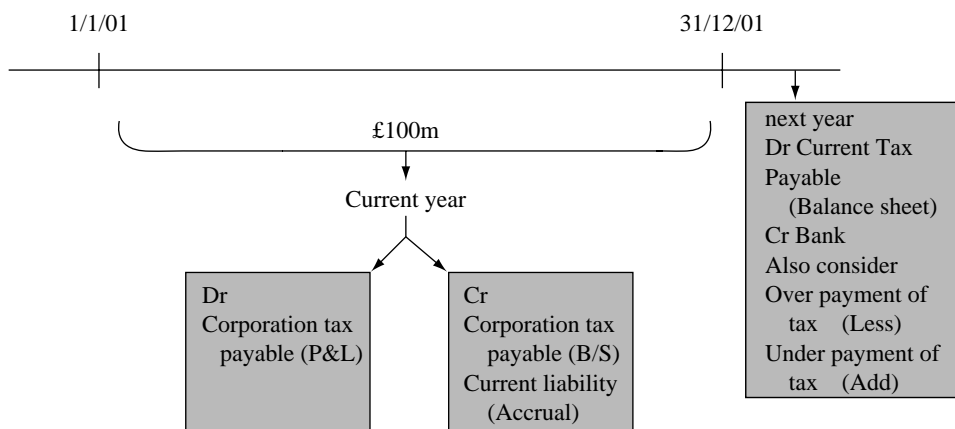 1/1/01
31/12/01
£100m
Current year
Dr
Corporation tax
payable (P&L)
Cr
Corporation tax
payable (B/S)
Current liability
(Accrual)
next year
Dr Current Tax
Payable
(Balance sheet)
Cr Bank
Also consider
Over payment of
tax (Less)
Under payment of
tax (Add)